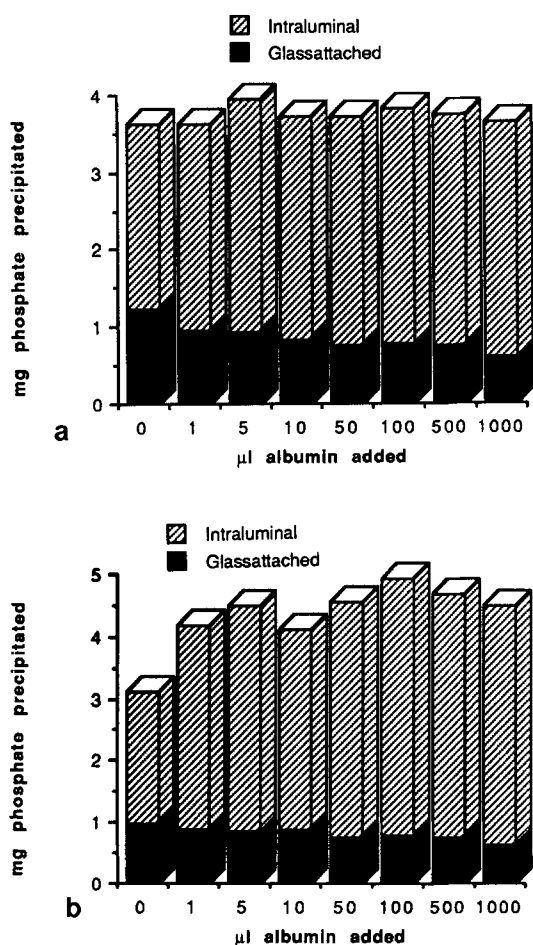 Intraluminal
Glassattached
4
3
2
1
0
mg phosphate precipitated
0 1 5 10 50 100 500 1000
µl albumin added
a
Intraluminal
Glassattached
5
4
3
2
1
0
mg phosphate precipitated
0 1 5 10 50 100 500 1000
µl albumin added
b